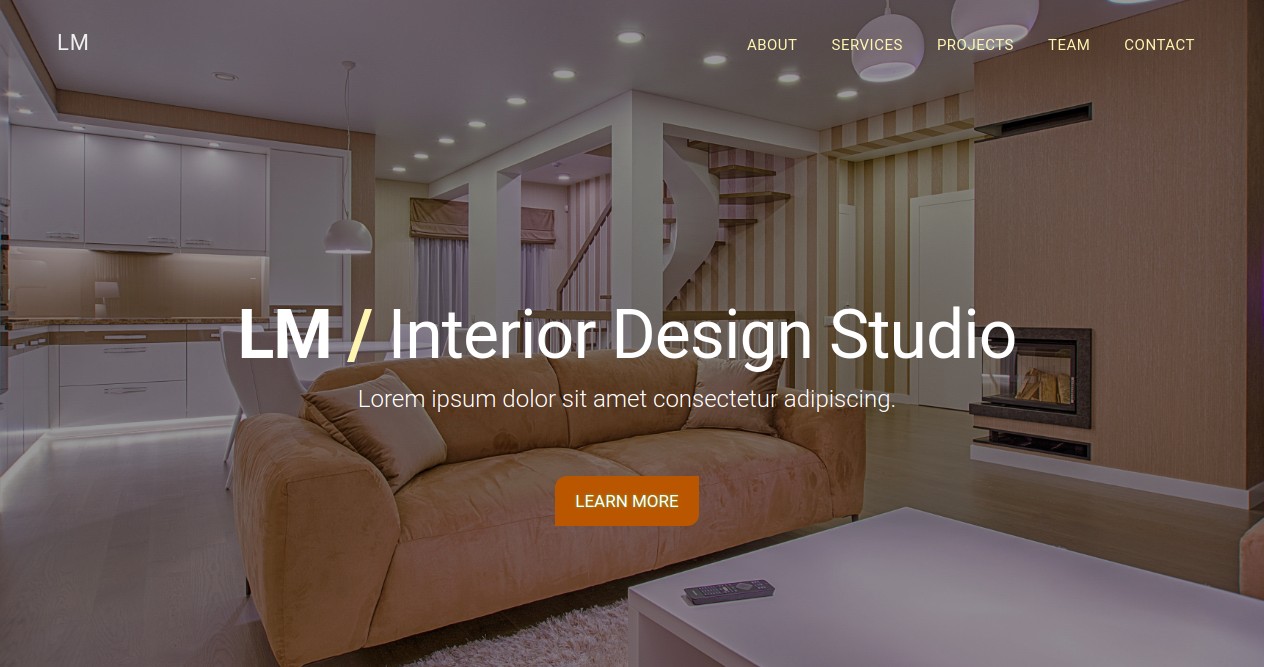 LM
ABOUT SERVICES PROJECTS TEAM CONTACT
LM / Interior Design Studio
Lorem ipsum dolor sit amet consectetur adipiscing.
LEARN MORE